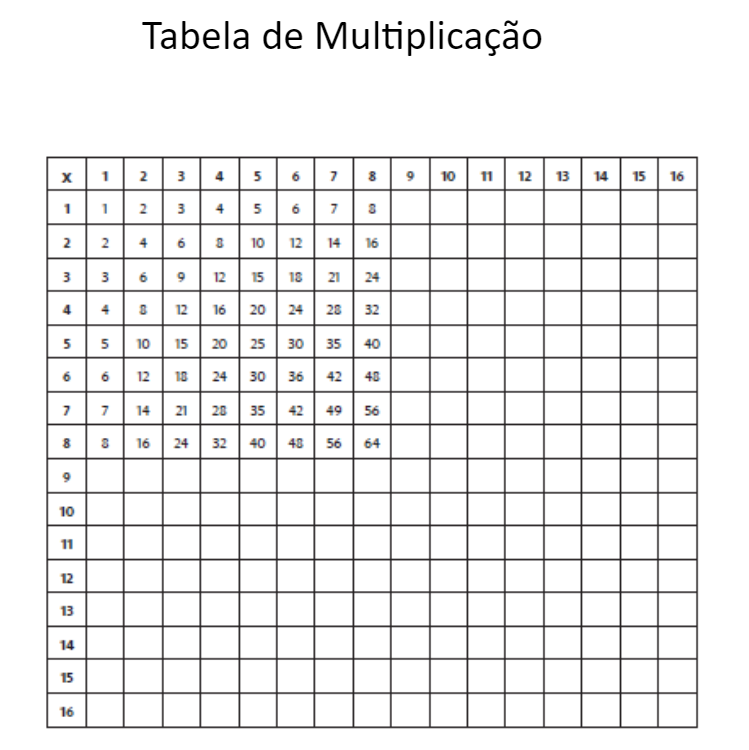 Tabela de Multiplicação
x 1 2 3 4 5 6 7 8 9 10 11 12 13 14 15 16
1 1 2 3 4 5 6 7 8
2 2 4 6 8 10 12 14 16
3 3 6 9 12 15 18 21 24
4 4 8 12 16 20 24 28 32
5 5 10 15 20 25 30 35 40
6 6 12 18 24 30 36 42 48
7 7 14 21 28 35 42 49 56
8 8 16 24 32 40 48 56 64
9
10
11
12
13
14
15
16